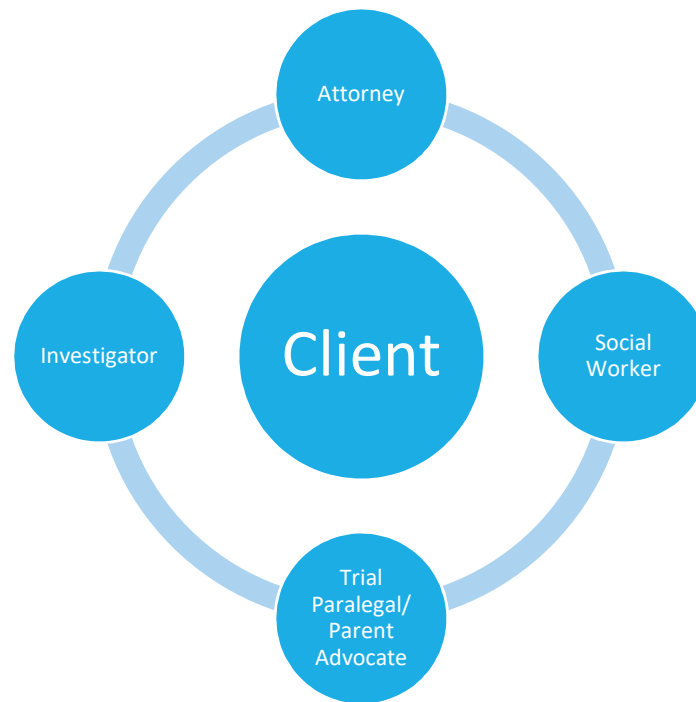 Attorney
Investigator
Client
Social
Worker
Trial
Paralegal/
Parent
Advocate